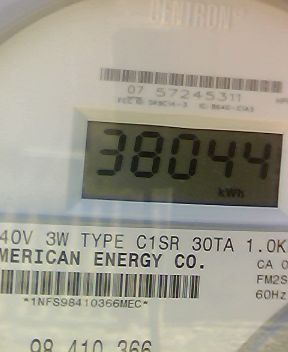 CENTRON®
07 57245311
38044
kWh
40V 3W TYPE C1SR 30TA 1.0K
MERICAN ENERGY CO.
CA 0
FM2S
*1NFS98410366MEC*
60Hz
98 410 366